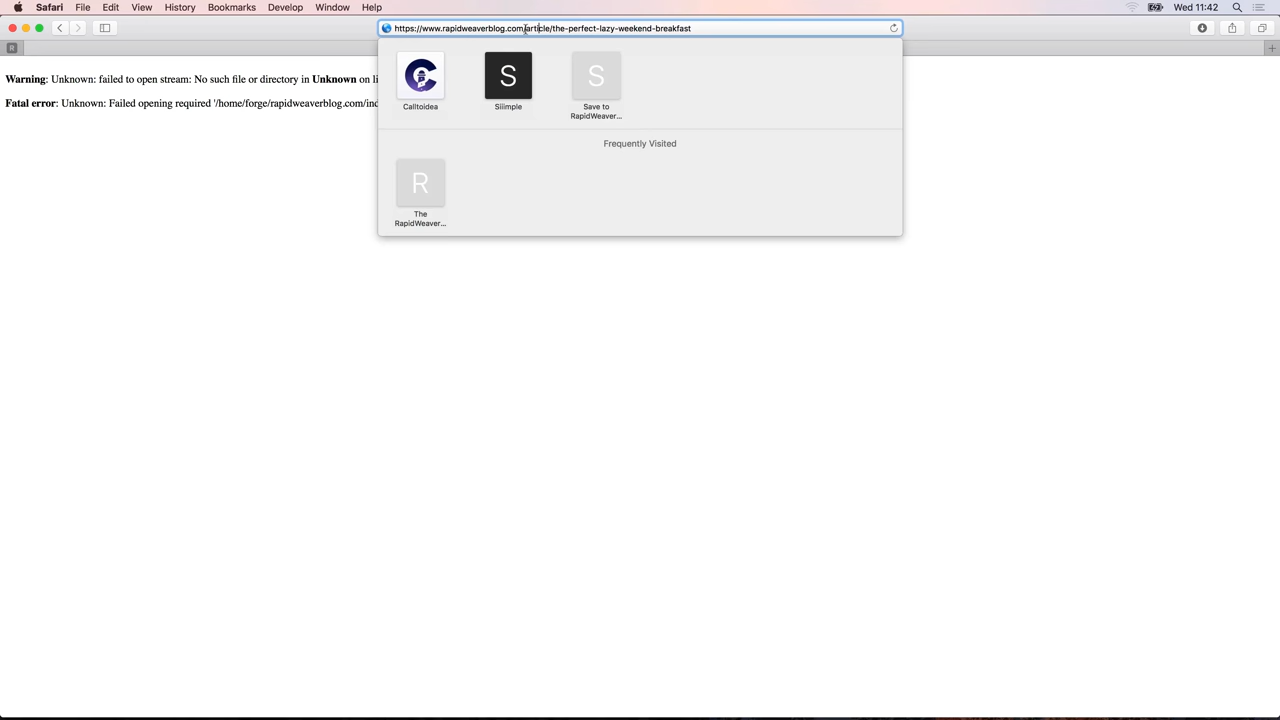 Safari File Edit View History Bookmarks Develop Window Help Wed 11:42
https://www.rapidweaverblog.com/article/the-perfect-lazy-weekend-breakfast
R
Warning: Unknown: failed to open stream: No such file or directory in Unknown on li
Fatal error: Unknown: Failed opening required '/home/forge/rapidweaverblog.com/ind
C S S
Calltoidea Siiimple Save to
RapidWeaver...
Frequently Visited
R
The
RapidWeaver...